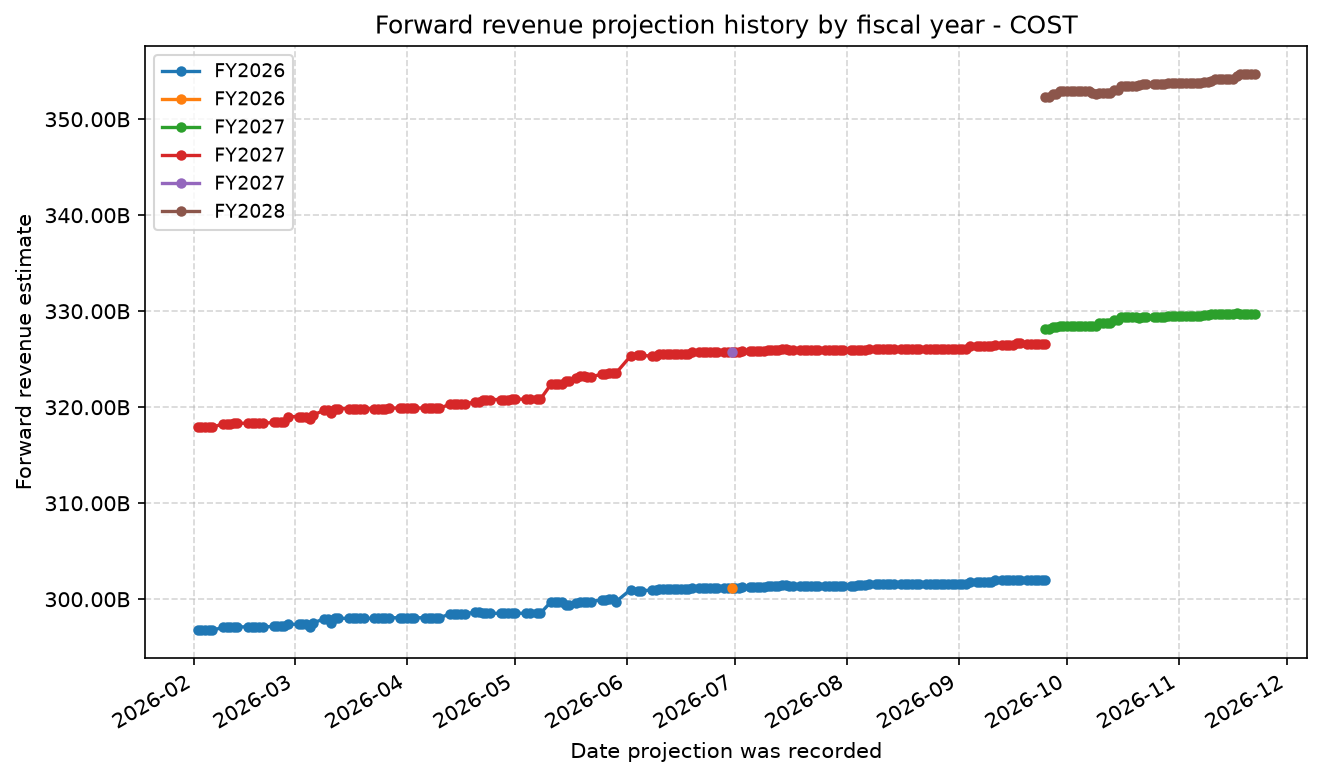 Forward revenue projection history by fiscal year - COST
FY2026
FY2026
FY2027
FY2027
FY2027
FY2028
Forward revenue estimate
350.00B
340.00B
330.00B
320.00B
310.00B
300.00B
2026-02
2026-03
2026-04
2026-05
2026-06
2026-07
2026-08
2026-09
2026-10
2026-11
2026-12
Date projection was recorded